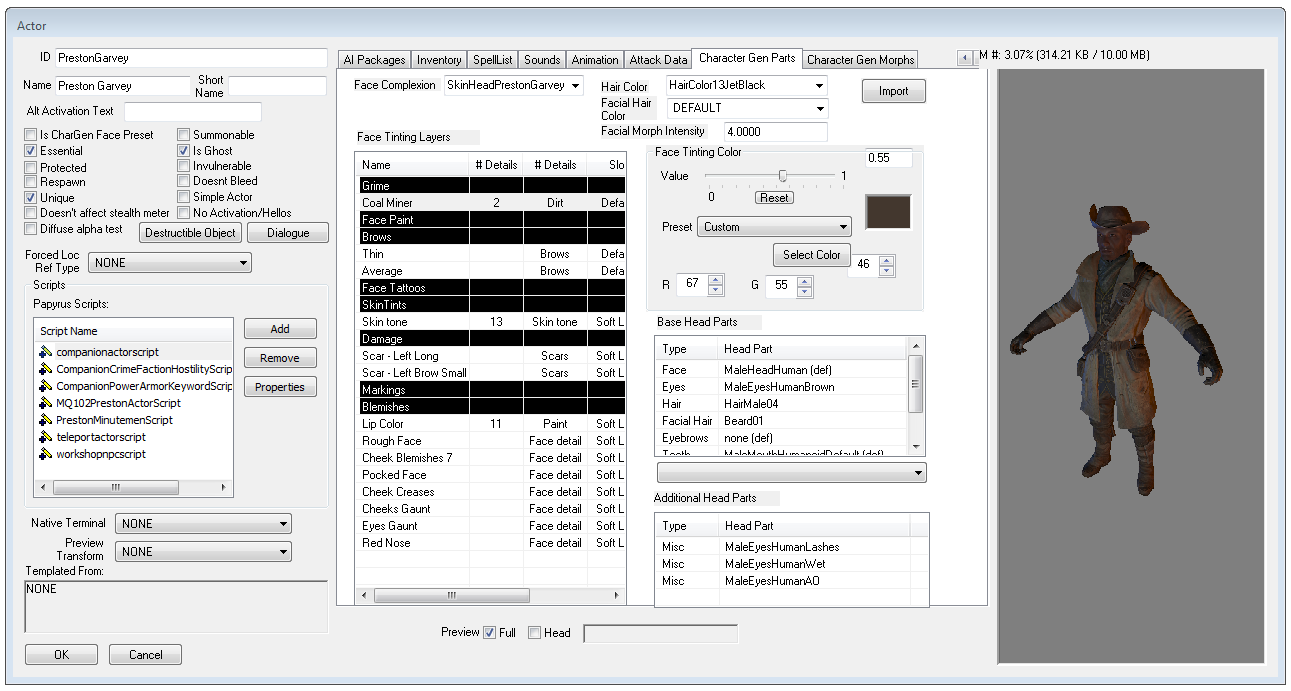 Actor
ID PrestonGarvey
Name Preston Garvey Short Name
Alt Activation Text
Is CharGen Face Preset Summonable
Essential Is Ghost
Protected Invulnerable
Respawn Doesnt Bleed
Unique Simple Actor
Doesn't affect stealth meter No Activation/Hellos
Diffuse alpha test Destructible Object Dialogue
Forced Loc Ref Type NONE
Scripts
Papyrus Scripts:
Script Name
companionactorscript
CompanionCrimeFactionHostilityScrip
CompanionPowerArmorKeywordScrip
MQ102PrestonActorScript
PrestonMinutemenScript
teleportactorscript
workshopnpcscript
Add
Remove
Properties
Native Terminal NONE
Preview Transform NONE
Templated From:
NONE
OK Cancel
AI Packages Inventory SpellList Sounds Animation Attack Data Character Gen Parts Character Gen Morphs
Face Complexion SkinHeadPrestonGarvey
Hair Color HairColor13JetBlack
Facial Hair Color DEFAULT
Facial Morph Intensity 4.0000
Import
Face Tinting Layers
Name # Details # Details Slo
Grime
Coal Miner 2 Dirt Defa
Face Paint
Brows
Thin Brows Defa
Average Brows Defa
Face Tattoos
SkinTints
Skin tone 13 Skin tone Soft L
Damage
Scar - Left Long Scars Soft L
Scar - Left Brow Small Scars Soft L
Markings
Blemishes
Lip Color 11 Paint Soft L
Rough Face Face detail Soft L
Cheek Blemishes 7 Face detail Soft L
Pocked Face Face detail Soft L
Cheek Creases Face detail Soft L
Cheeks Gaunt Face detail Soft L
Eyes Gaunt Face detail Soft L
Red Nose Face detail Soft L
Face Tinting Color 0.55
Value 1
0 Reset
Preset Custom
Select Color 46
R 67 G 55
Base Head Parts
Type Head Part
Face MaleHeadHuman (def)
Eyes MaleEyesHumanBrown
Hair HairMale04
Facial Hair Beard01
Eyebrows none (def)
Teeth MaleMouthHumanoidDefault (def)
Additional Head Parts
Type Head Part
Misc MaleEyesHumanLashes
Misc MaleEyesHumanWet
Misc MaleEyesHumanAO
Preview Full Head
M #: 3.07% (314.21 KB / 10.00 MB)